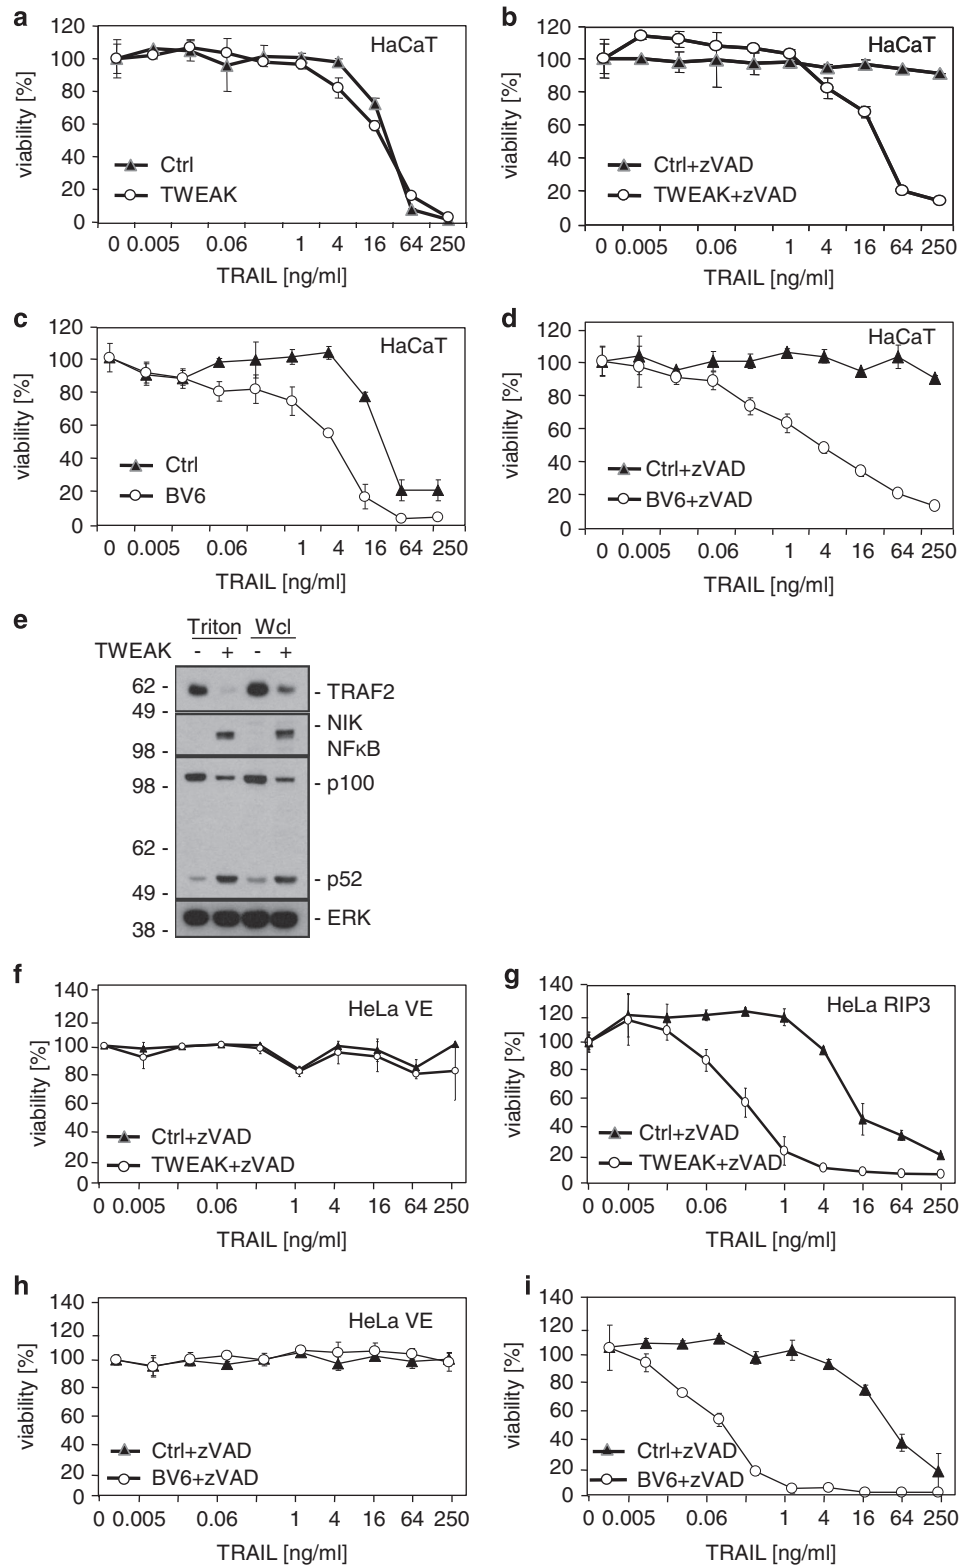 a
120
100
80
60
40
20
0
viability [%]
HaCaT
Ctrl
TWEAK
0 0.005 0.06 1 4 16 64 250
TRAIL [ng/ml]
b
120
100
80
60
40
20
0
viability [%]
HaCaT
Ctrl+zVAD
TWEAK+zVAD
0 0.005 0.06 1 4 16 64 250
TRAIL [ng/ml]
c
120
100
80
60
40
20
0
viability [%]
HaCaT
Ctrl
BV6
0 0.005 0.06 1 4 16 64 250
TRAIL [ng/ml]
d
120
100
80
60
40
20
0
viability [%]
HaCaT
Ctrl+zVAD
BV6+zVAD
0 0.005 0.06 1 4 16 64 250
TRAIL [ng/ml]
e
Triton Wcl
TWEAK - + - +
62 -
- TRAF2
49 -
- NIK
NFκB
98 -
98 -
- p100
62 -
- p52
49 -
- ERK
38 -
f
140
120
100
80
60
40
20
0
viability [%]
HeLa VE
Ctrl+zVAD
TWEAK+zVAD
0 0.005 0.06 1 4 16 64 250
TRAIL [ng/ml]
g
140
120
100
80
60
40
20
0
viability [%]
HeLa RIP3
Ctrl+zVAD
TWEAK+zVAD
0 0.005 0.06 1 4 16 64 250
TRAIL [ng/ml]
h
140
120
100
80
60
40
20
0
viability [%]
HeLa VE
Ctrl+zVAD
BV6+zVAD
0 0.005 0.06 1 4 16 64 250
TRAIL [ng/ml]
i
140
120
100
80
60
40
20
0
viability [%]
Ctrl+zVAD
BV6+zVAD
0 0.005 0.06 1 4 16 64 250
TRAIL [ng/ml]